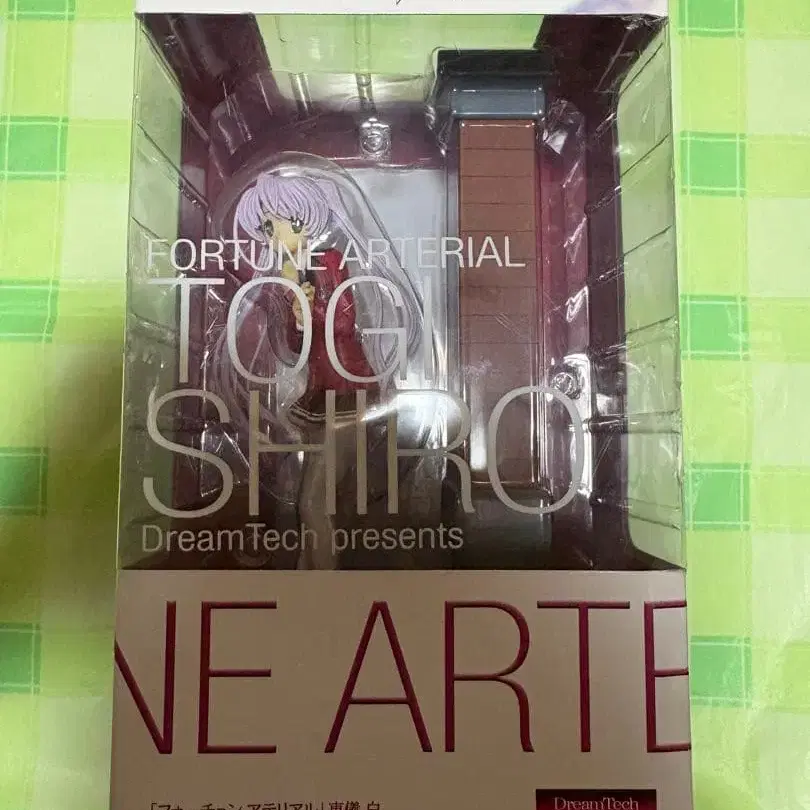 FORTUNE ARTERIAL
TOGI
SHIRO
DreamTech presents
NE ARTE
「フォーチュンアテリアル」東儀 白
DreamTech